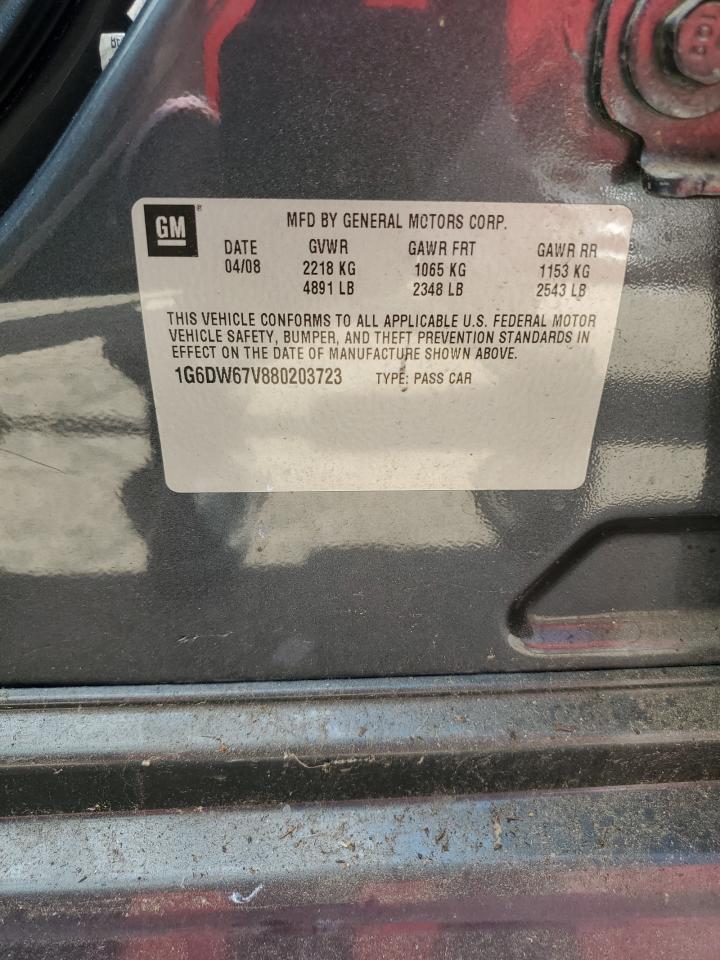 GM®
MFD BY GENERAL MOTORS CORP.
DATE GVWR GAWR FRT GAWR RR
04/08 2218 KG 1065 KG 1153 KG
4891 LB 2348 LB 2543 LB
THIS VEHICLE CONFORMS TO ALL APPLICABLE U.S. FEDERAL MOTOR
VEHICLE SAFETY, BUMPER, AND THEFT PREVENTION STANDARDS IN
EFFECT ON THE DATE OF MANUFACTURE SHOWN ABOVE.
1G6DW67V880203723 TYPE: PASS CAR